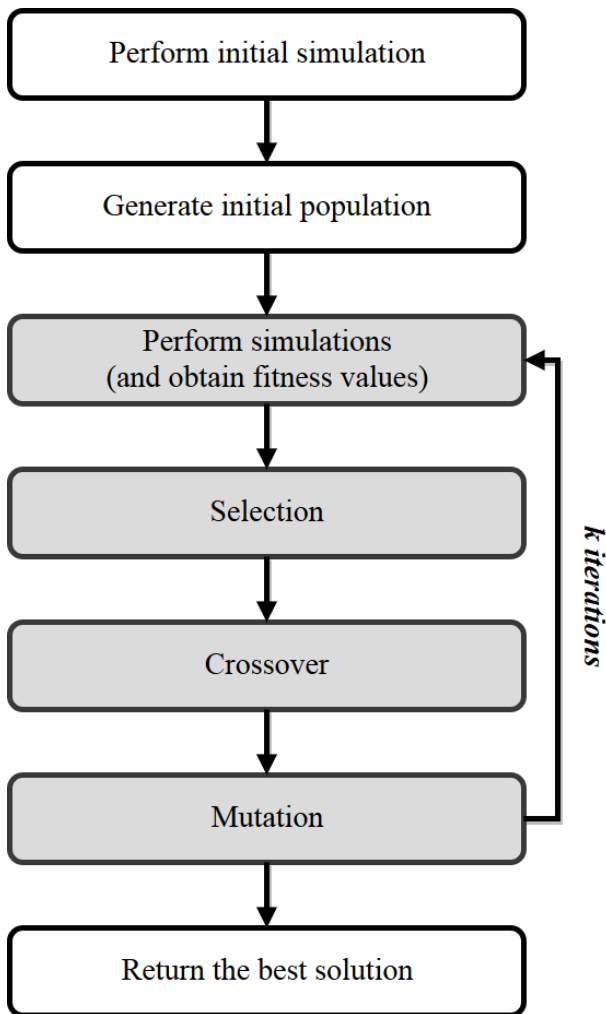 Perform initial simulation
Generate initial population
Perform simulations
(and obtain fitness values)
Selection
Crossover
Mutation
k iterations
Return the best solution